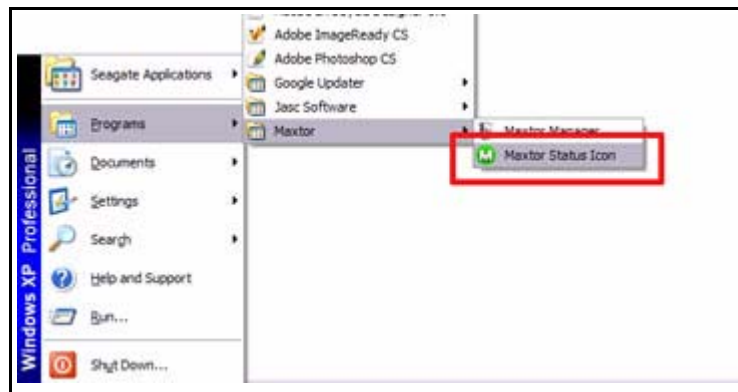 Adobe ImageReady CS
Adobe Photoshop CS
Google Updater
Jasc Software
Maxtor
Maxtor Manager
Maxtor Status Icon
Seagate Applications
Programs
Documents
Settings
Search
Help and Support
Run...
Shut Down...
Windows XP Professional